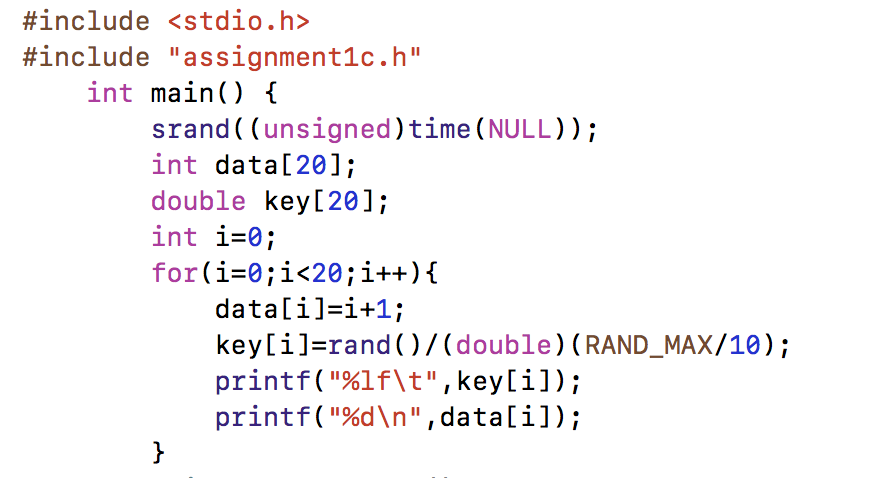 #include <stdio.h>
#include "assignment1c.h"
int main() {
srand((unsigned)time(NULL));
int data[20];
double key[20];
int i=0;
for(i=0;i<20;i++){
data[i]=i+1;
key[i]=rand()/(double)(RAND_MAX/10);
printf("%lf\t",key[i]);
printf("%d\n",data[i]);
}